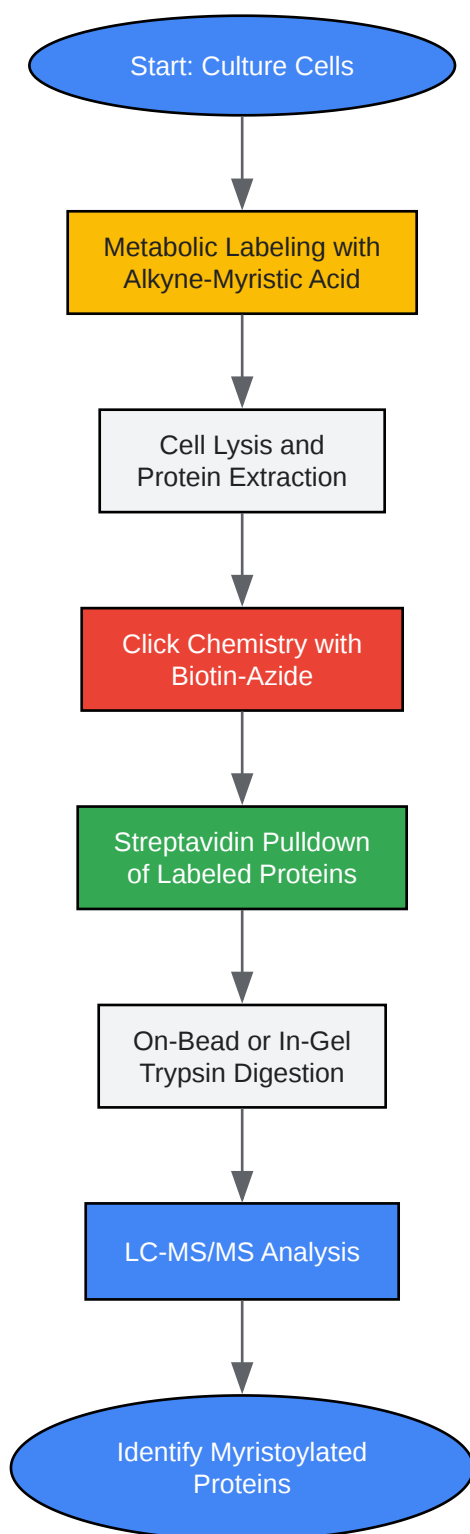 Start: Culture Cells
Metabolic Labeling with
Alkyne-Myristic Acid
Cell Lysis and
Protein Extraction
Click Chemistry with
Biotin-Azide
Streptavidin Pulldown
of Labeled Proteins
On-Bead or In-Gel
Trypsin Digestion
LC-MS/MS Analysis
Identify Myristoylated
Proteins